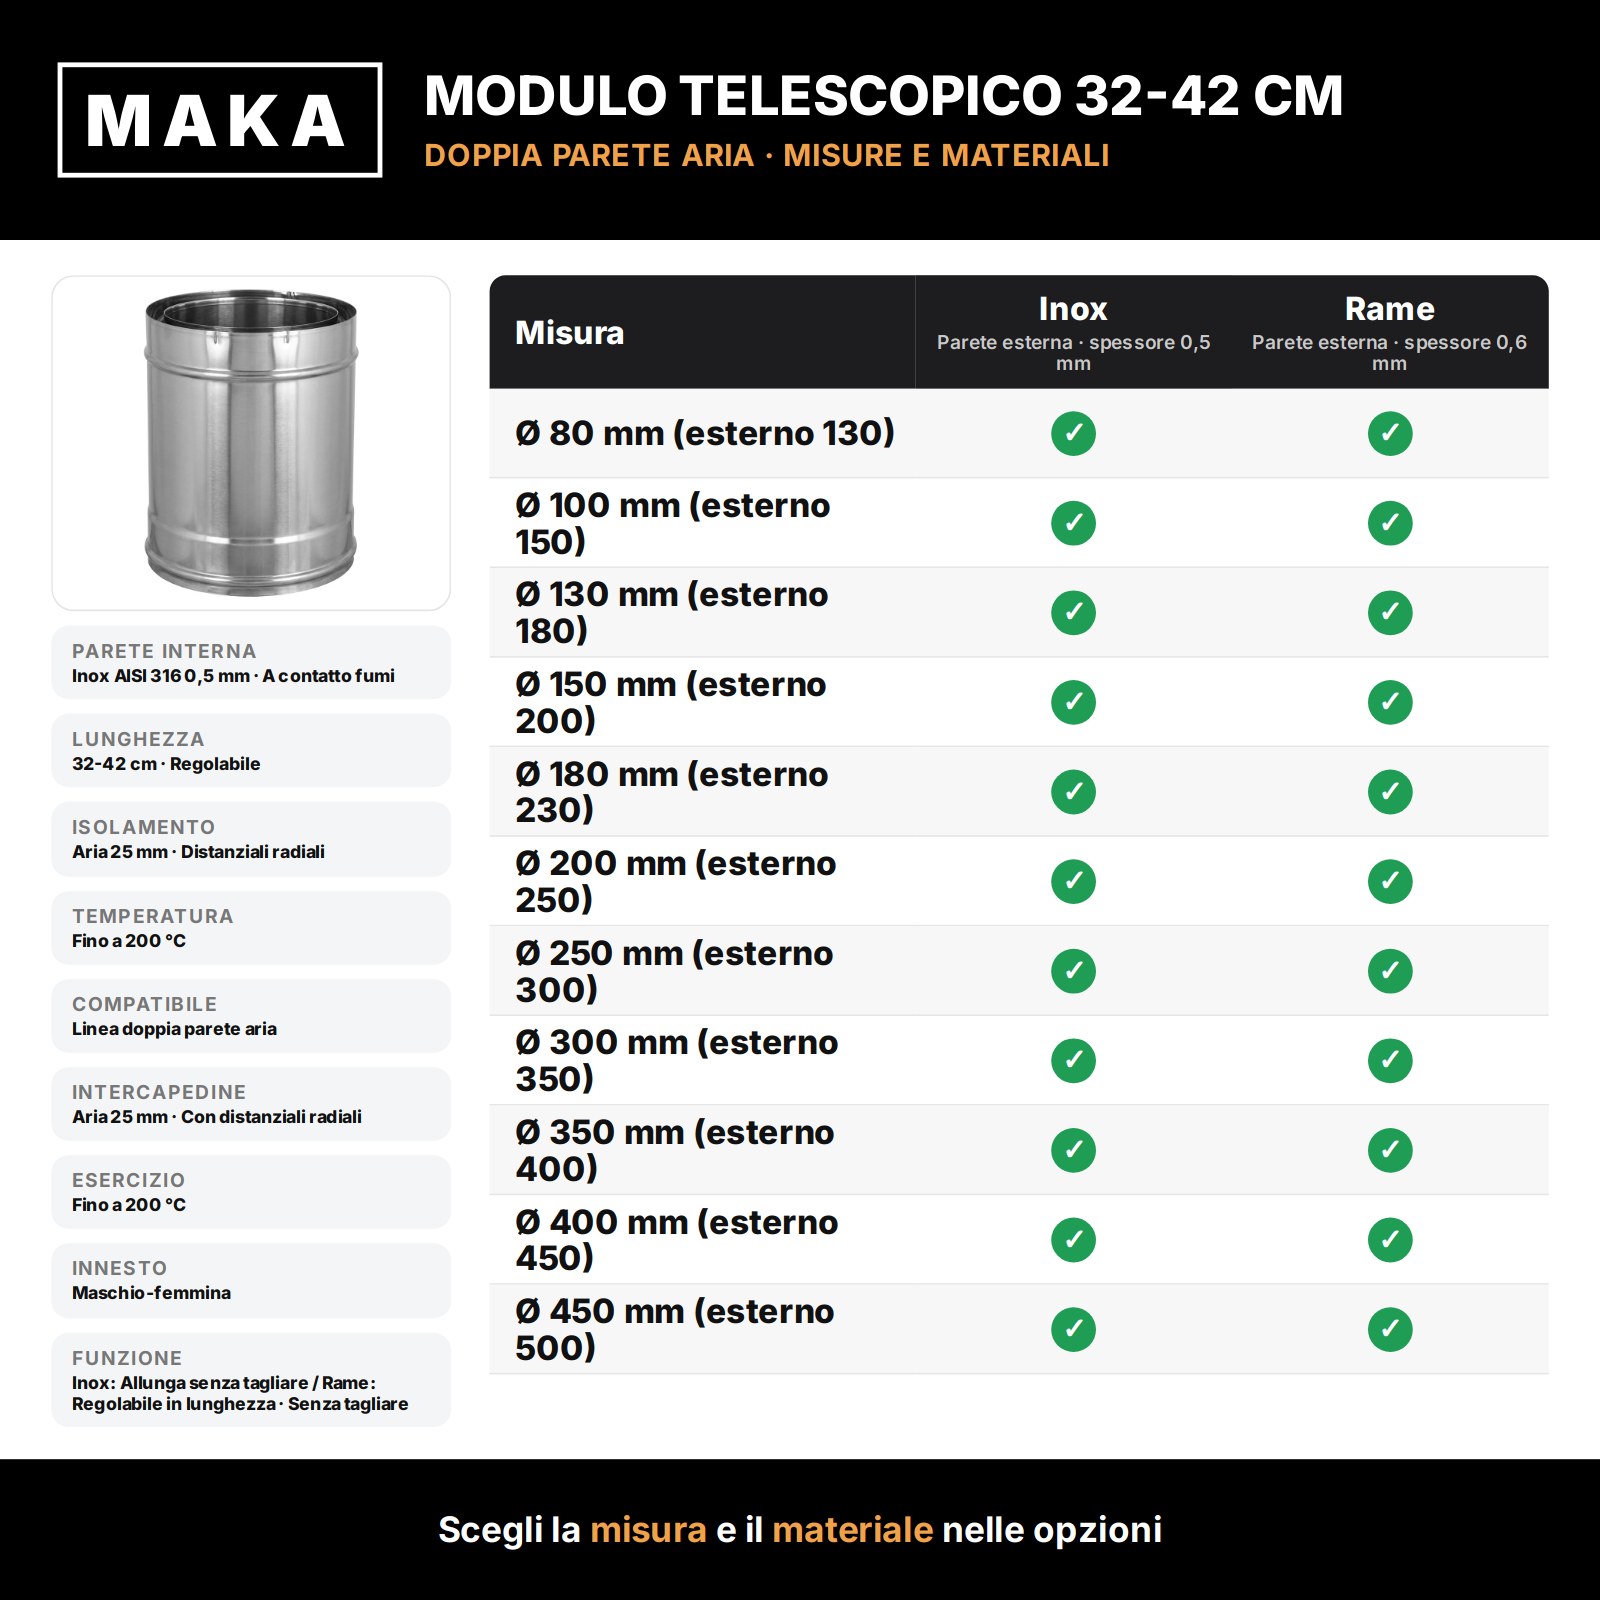 MAKA
MODULO TELESCOPICO 32-42 CM
DOPPIA PARETE ARIA · MISURE E MATERIALI
PARETE INTERNA
Inox AISI 316 0,5 mm · A contatto fumi
LUNGHEZZA
32-42 cm · Regolabile
ISOLAMENTO
Aria 25 mm · Distanziali radiali
TEMPERATURA
Fino a 200 °C
COMPATIBILE
Linea doppia parete aria
INTERCAPEDINE
Aria 25 mm · Con distanziali radiali
ESERCIZIO
Fino a 200 °C
INNESTO
Maschio-femmina
FUNZIONE
Inox: Allunga senza tagliare / Rame:
Regolabile in lunghezza · Senza tagliare
Misura
Inox
Parete esterna · spessore 0,5
mm
Rame
Parete esterna · spessore 0,6
mm
Ø 80 mm (esterno 130) ✓ ✓
Ø 100 mm (esterno
150) ✓ ✓
Ø 130 mm (esterno
180) ✓ ✓
Ø 150 mm (esterno
200) ✓ ✓
Ø 180 mm (esterno
230) ✓ ✓
Ø 200 mm (esterno
250) ✓ ✓
Ø 250 mm (esterno
300) ✓ ✓
Ø 300 mm (esterno
350) ✓ ✓
Ø 350 mm (esterno
400) ✓ ✓
Ø 400 mm (esterno
450) ✓ ✓
Ø 450 mm (esterno
500) ✓ ✓
Scegli la misura e il materiale nelle opzioni